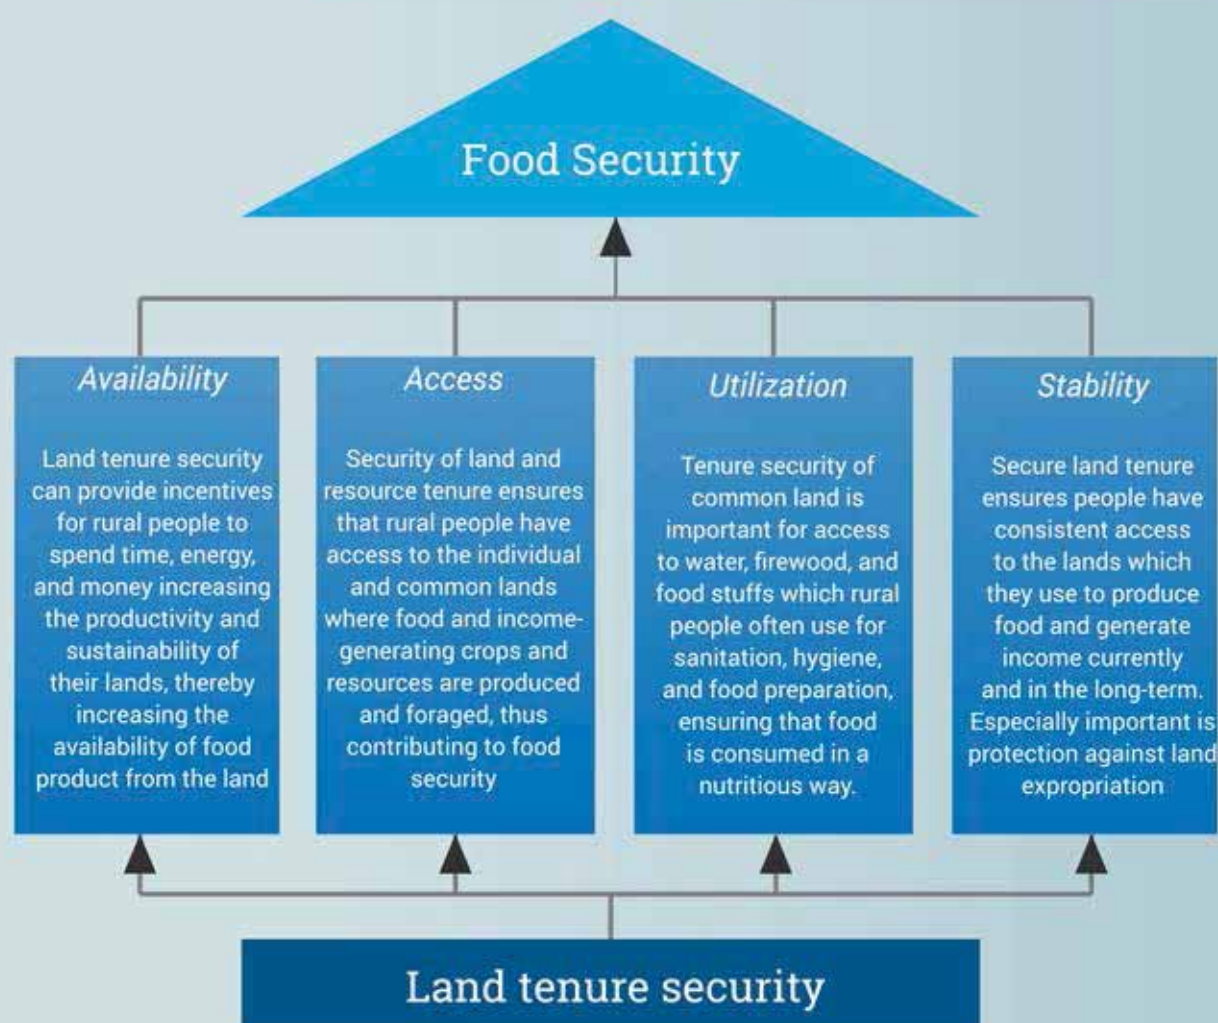 Food Security
Availability
Land tenure security
can provide incentives
for rural people to
spend time, energy,
and money increasing
the productivity and
sustainability of
their lands, thereby
increasing the
availability of food
product from the land
Access
Security of land and
resource tenure ensures
that rural people have
access to the individual
and common lands
where food and income-
generating crops and
resources are produced
and foraged, thus
contributing to food
security
Utilization
Tenure security of
common land is
important for access
to water, firewood, and
food stuffs which rural
people often use for
sanitation, hygiene,
and food preparation,
ensuring that food
is consumed in a
nutritious way.
Stability
Secure land tenure
ensures people have
consistent access
to the lands which
they use to produce
food and generate
income currently
and in the long-term.
Especially important is
protection against land
expropriation
Land tenure security